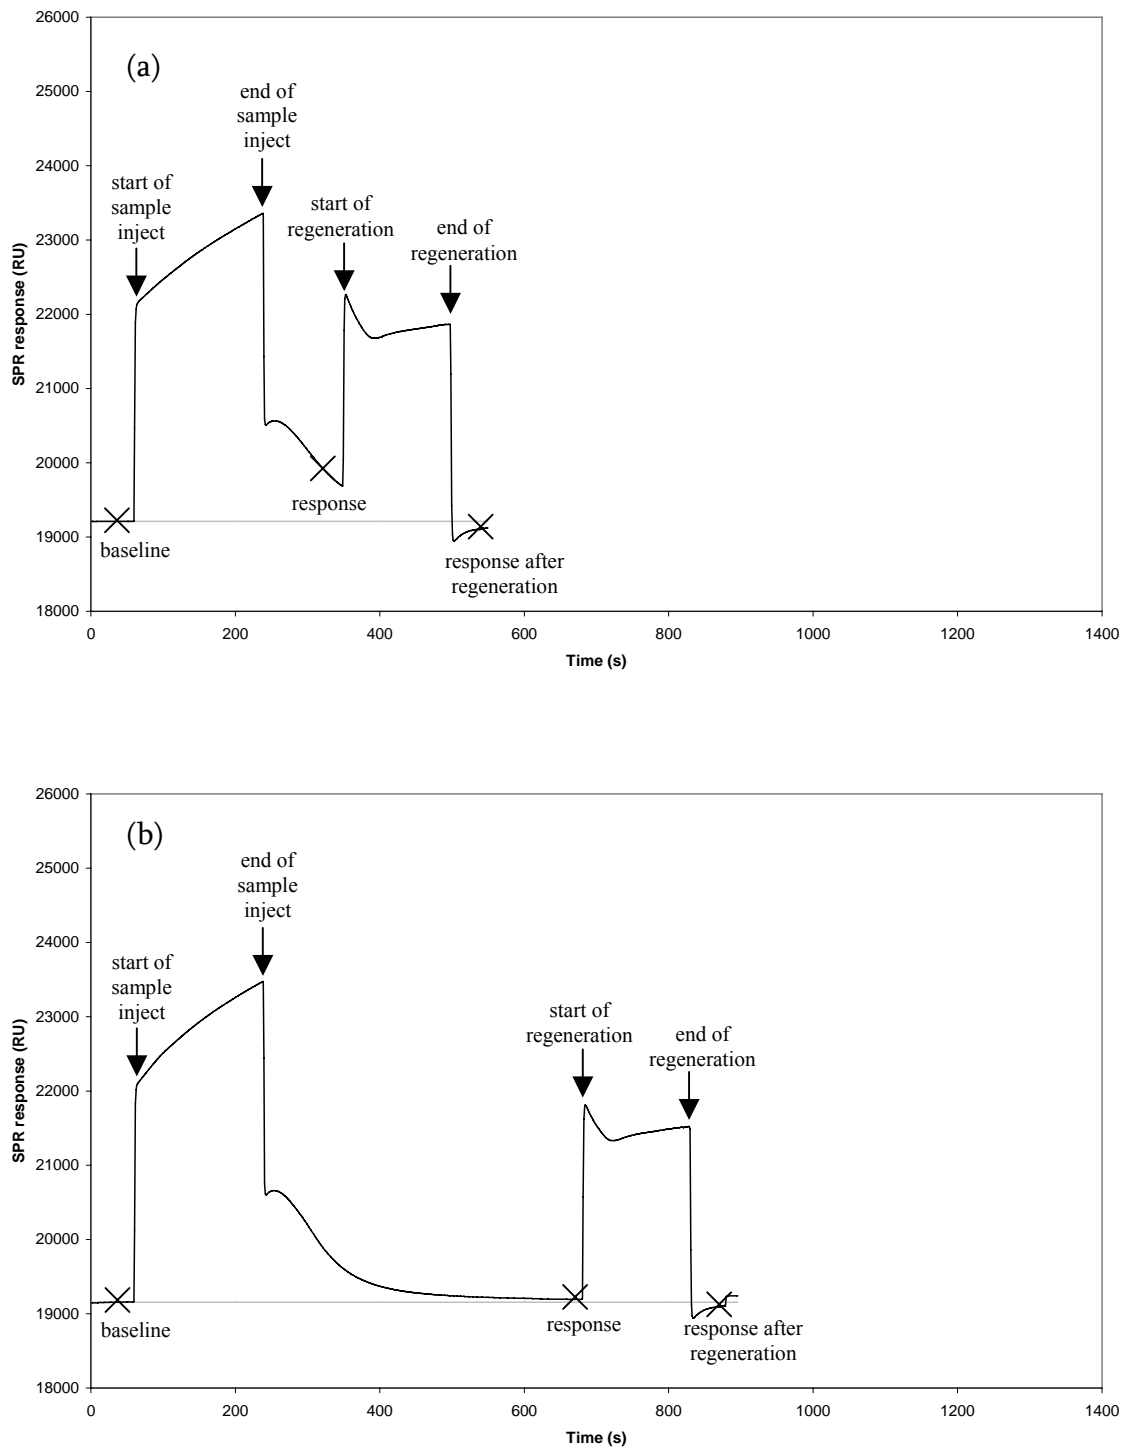 (a)
26000
25000
24000
23000
22000
21000
20000
19000
18000
SPR response (RU)
end of
sample
inject
start of
sample
inject
start of
regeneration
end of
regeneration
response
baseline
response after
regeneration
0 200 400 600 800 1000 1200 1400
Time (s)
(b)
26000
25000
24000
23000
22000
21000
20000
19000
18000
SPR response (RU)
end of
sample
inject
start of
sample
inject
start of
regeneration
end of
regeneration
baseline
response
response after
regeneration
0 200 400 600 800 1000 1200 1400
Time (s)